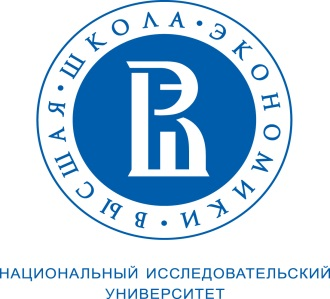 ВЫСШАЯ · ШКОЛА · ЭКОНОМИКИ ·
НАЦИОНАЛЬНЫЙ ИССЛЕДОВАТЕЛЬСКИЙ
УНИВЕРСИТЕТ